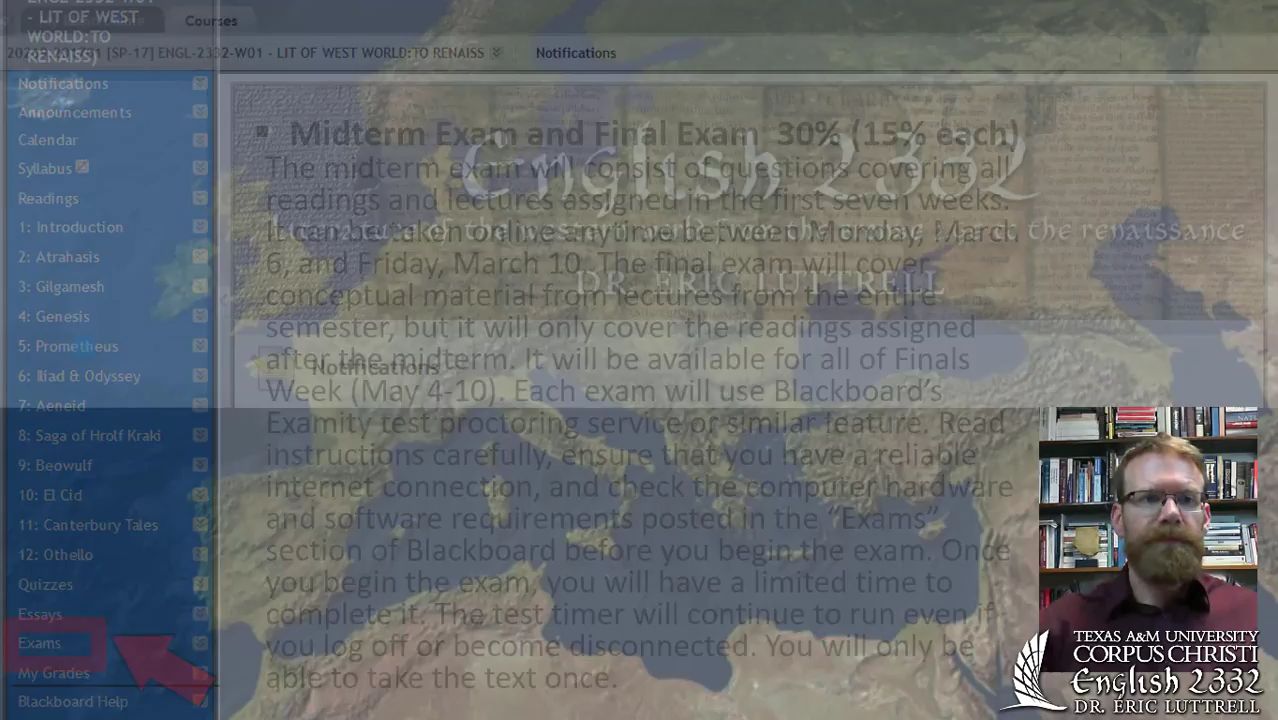 ENGL-2332-W01
- LIT OF WEST
WORLD:TO
RENAISS)
Courses
[SP-17] ENGL-2332-W01 - LIT OF WEST WORLD:TO RENAISS
Notifications
Notifications
Announcements
Calendar
Syllabus
Readings
1: Introduction
2: Atrahasis
3: Gilgamesh
4: Genesis
5: Prometheus
6: Iliad & Odyssey
7: Aeneid
8: Saga of Hrolf Kraki
9: Beowulf
10: El Cid
11: Canterbury Tales
12: Othello
Quizzes
Essays
Exams
My Grades
Blackboard Help
English 2332
the renaissance
DR. ERIC LUTTRELL
Notifications
▪ Midterm Exam and Final Exam 30% (15% each)
The midterm exam will consist of questions covering all
readings and lectures assigned in the first seven weeks.
It can be taken online anytime between Monday, March
6, and Friday, March 10. The final exam will cover
conceptual material from lectures from the entire
semester, but it will only cover the readings assigned
after the midterm. It will be available for all of Finals
Week (May 4-10). Each exam will use Blackboard's
Examity test proctoring service or similar feature. Read
instructions carefully, ensure that you have a reliable
internet connection, and check the computer hardware
and software requirements posted in the “Exams”
section of Blackboard before you begin the exam. Once
you begin the exam, you will have a limited time to
complete it. The test timer will continue to run even if
you log off or become disconnected. You will only be
able to take the text once.
TEXAS A&M UNIVERSITY
CORPUS CHRISTI
English 2332
DR. ERIC LUTTRELL